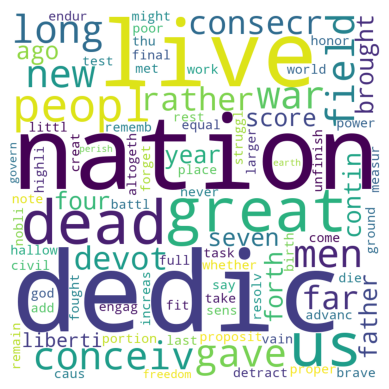 endur
might
live
long
poor
consecr
thu
final
honor
test
met
work
world
ago
new
field
brought
peopl
rather
war
rest
rememb
equal
struggl
power
score
littl
nation
govern
highli
creat
perish
altogeth
forget
year
place
larger
unfinish
earth
measur
four
battl
never
contin
note
dead
great
nobli
ground
hallow
devot
seven
men
task
full
whether
birth
come
die
civil
god
fought
increas
fit
say
take
sens
forth
resolv
far
advanc
add
engag
dedic
us
father
liberti
portion
last
proposit
vain
remain
conceiv
gave
detract
caus
freedom
proper
brave